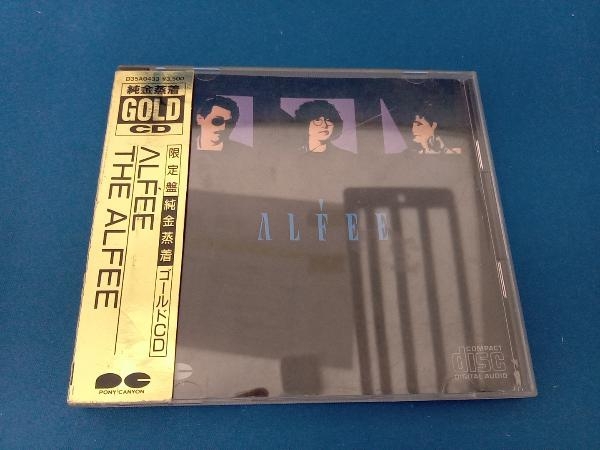 D35A0433 ¥3,500
純金蒸着
GOLD
CD
限定盤 純金蒸着 ゴールドCD
ALFEE
THE ALFEE
PONY CANYON
ALFEE
COMPACT
disc
DIGITAL AUDIO